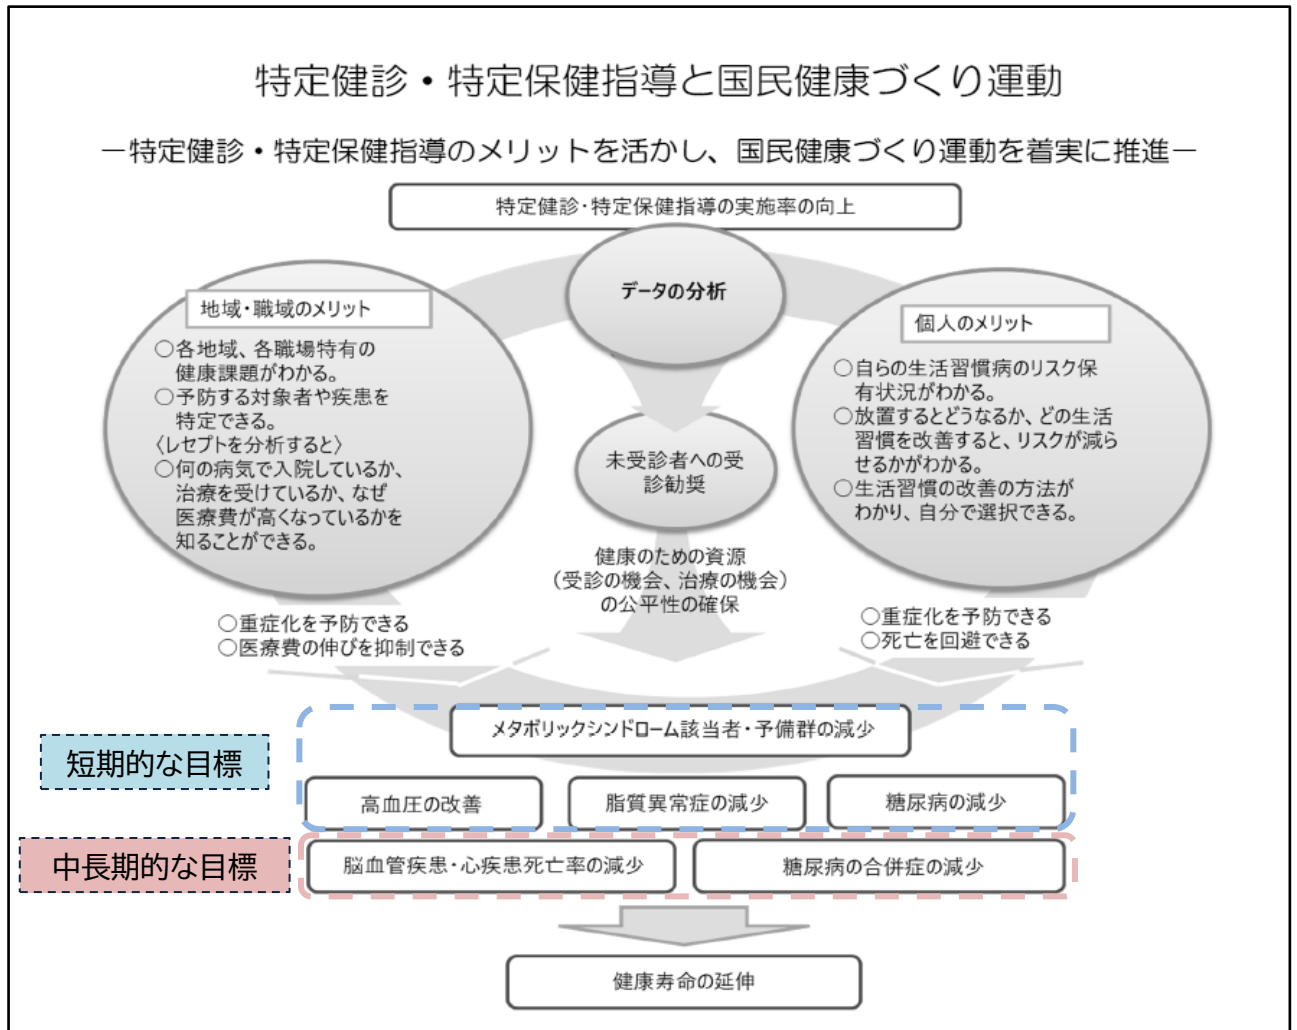 特定健診・特定保健指導と国民健康づくり運動
―特定健診・特定保健指導のメリットを活かし、国民健康づくり運動を着実に推進―
特定健診・特定保健指導の実施率の向上
データの分析
地域・職域のメリット
○各地域、各職場特有の
健康課題がわかる。
○予防する対象者や疾患を
特定できる。
〈レセプトを分析すると〉
○何の病気で入院しているか、
治療を受けているか、なぜ
医療費が高くなっているかを
知ることができる。
未受診者への受
診勧奨
個人のメリット
○自らの生活習慣病のリスク保
有状況がわかる。
○放置するとどうなるか、どの生活
習慣を改善すると、リスクが減ら
せるかがわかる。
○生活習慣の改善の方法が
わかり、自分で選択できる。
健康のための資源
（受診の機会、治療の機会）
の公平性の確保
○重症化を予防できる
○医療費の伸びを抑制できる
○重症化を予防できる
○死亡を回避できる
メタボリックシンドローム該当者・予備群の減少
短期的な目標
高血圧の改善
脂質異常症の減少
糖尿病の減少
中長期的な目標
脳血管疾患・心疾患死亡率の減少
糖尿病の合併症の減少
健康寿命の延伸